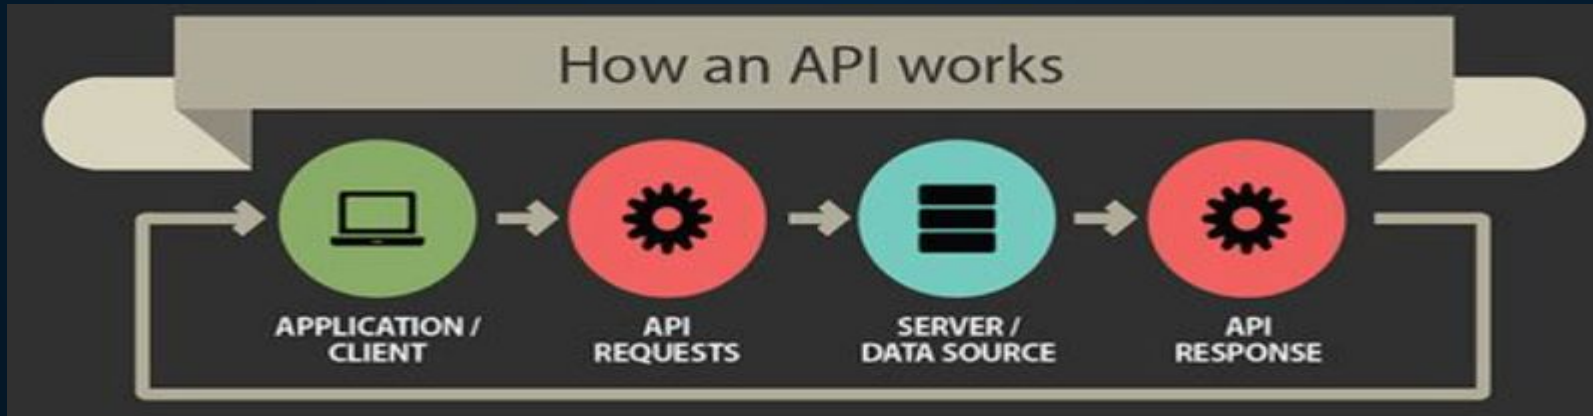 How an API works
APPLICATION /
CLIENT
API
REQUESTS
SERVER /
DATA SOURCE
API
RESPONSE